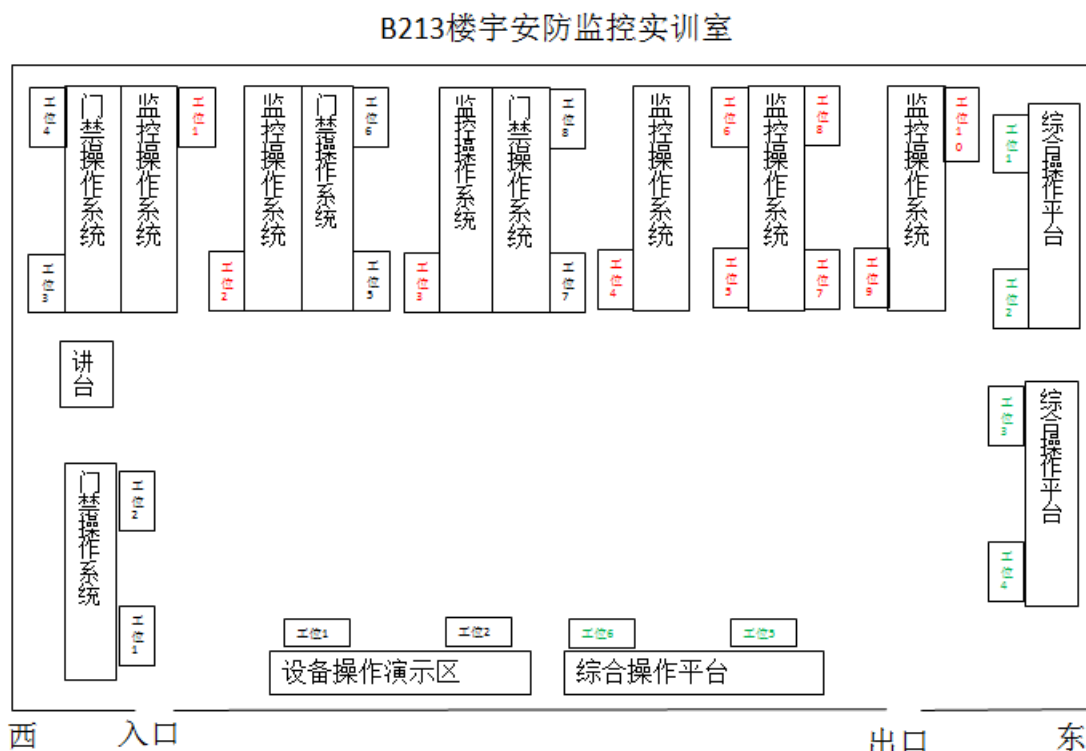 B213楼宇安防监控实训室
工位4
门禁操作系统
监控操作系统
工位1
监控操作系统
门禁操作系统
工位6
监控操作系统
门禁操作系统
工位8
监控操作系统
工位6
监控操作系统
工位8
监控操作系统
工位10
工位1
综合操作平台
工位3
工位2
工位5
工位3
工位7
工位4
工位5
工位7
工位9
工位2
讲台
工位3
综合操作平台
门禁操作系统
工位2
工位4
工位1
工位1
工位2
工位6
工位5
设备操作演示区
综合操作平台
西
入口
出口
东